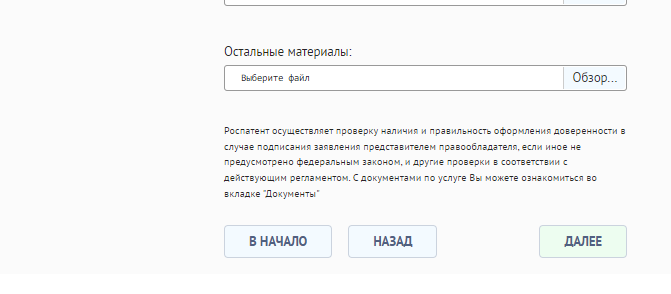 Остальные материалы:
Выберите файл Обзор...
Роспатент осуществляет проверку наличия и правильность оформления доверенности в
случае подписания заявления представителем правообладателя, если иное не
предусмотрено федеральным законом, и другие проверки в соответствии с
действующим регламентом. С документами по услуге Вы можете ознакомиться во
вкладке "Документы"
В НАЧАЛО НАЗАД ДАЛЕЕ